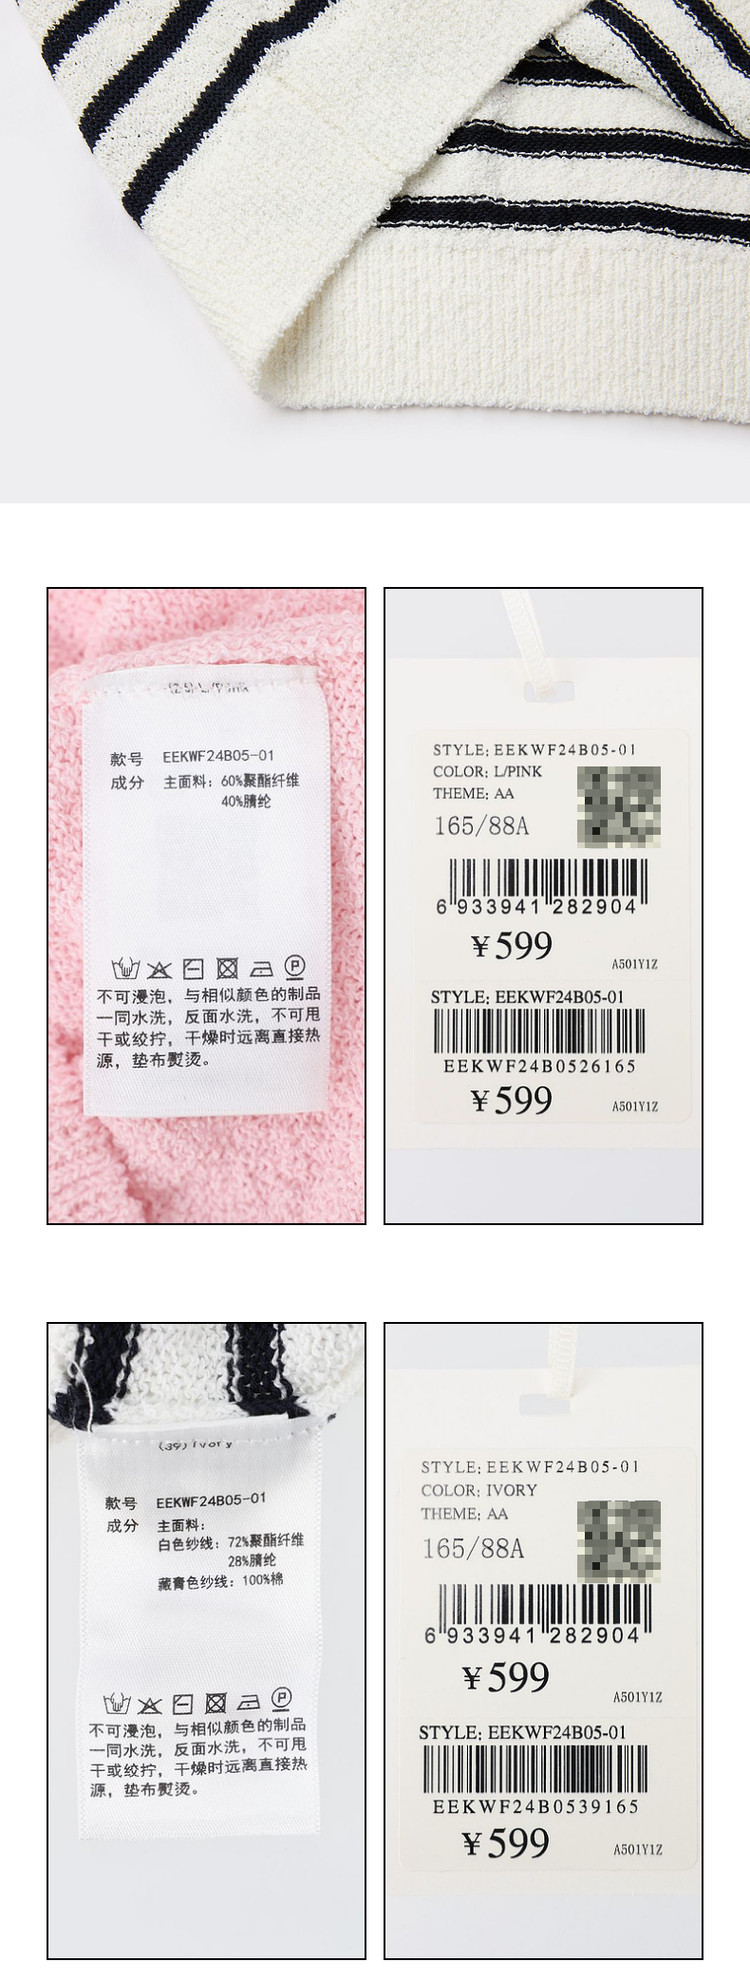 款号 EEKWF24B05-01
成分 主面料：60%聚酯纤维
40%腈纶
P
不可浸泡，与相似颜色的制品
一同水洗，反面水洗，不可甩
干或绞拧，干燥时远离直接热
源，垫布熨烫。
STYLE: EEKWF24B05-01
COLOR: L/PINK
THEME: AA
165/88A
6 933941 282904
¥599
A501Y1Z
STYLE: EEKWF24B05-01
EEKWF24B0526165
¥599
A501Y1Z
(39) Ivory
款号 EEKWF24B05-01
成分 主面料：
白色纱线：72%聚酯纤维
28%腈纶
藏青色纱线：100%棉
P
不可浸泡，与相似颜色的制品
一同水洗，反面水洗，不可甩
干或绞拧，干燥时远离直接热
源，垫布熨烫。
STYLE: EEKWF24B05-01
COLOR: IVORY
THEME: AA
165/88A
6 933941 282904
¥599
A501Y1Z
STYLE: EEKWF24B05-01
EEKWF24B0539165
¥599
A501Y1Z